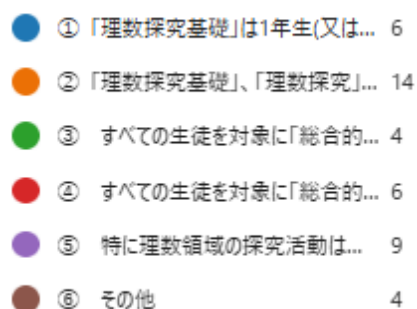 ① 「理数探究基礎」は1年生(又は... 6
② 「理数探究基礎」、「理数探究」... 14
③ すべての生徒を対象に「総合的... 4
④ すべての生徒を対象に「総合的... 6
⑤ 特に理数領域の探究活動は... 9
⑥ その他 4